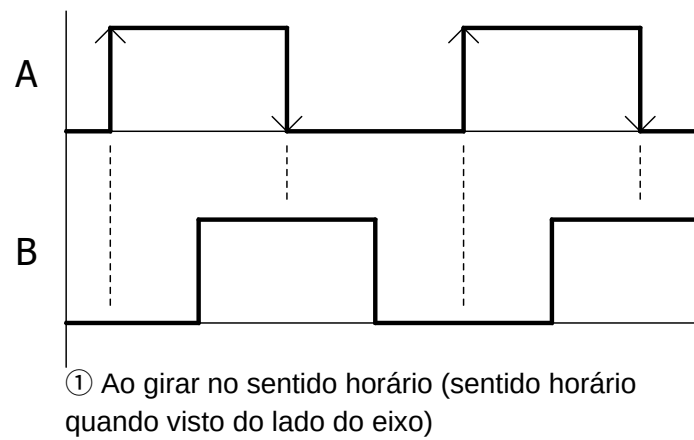 A
B
① Ao girar no sentido horário (sentido horário
quando visto do lado do eixo)